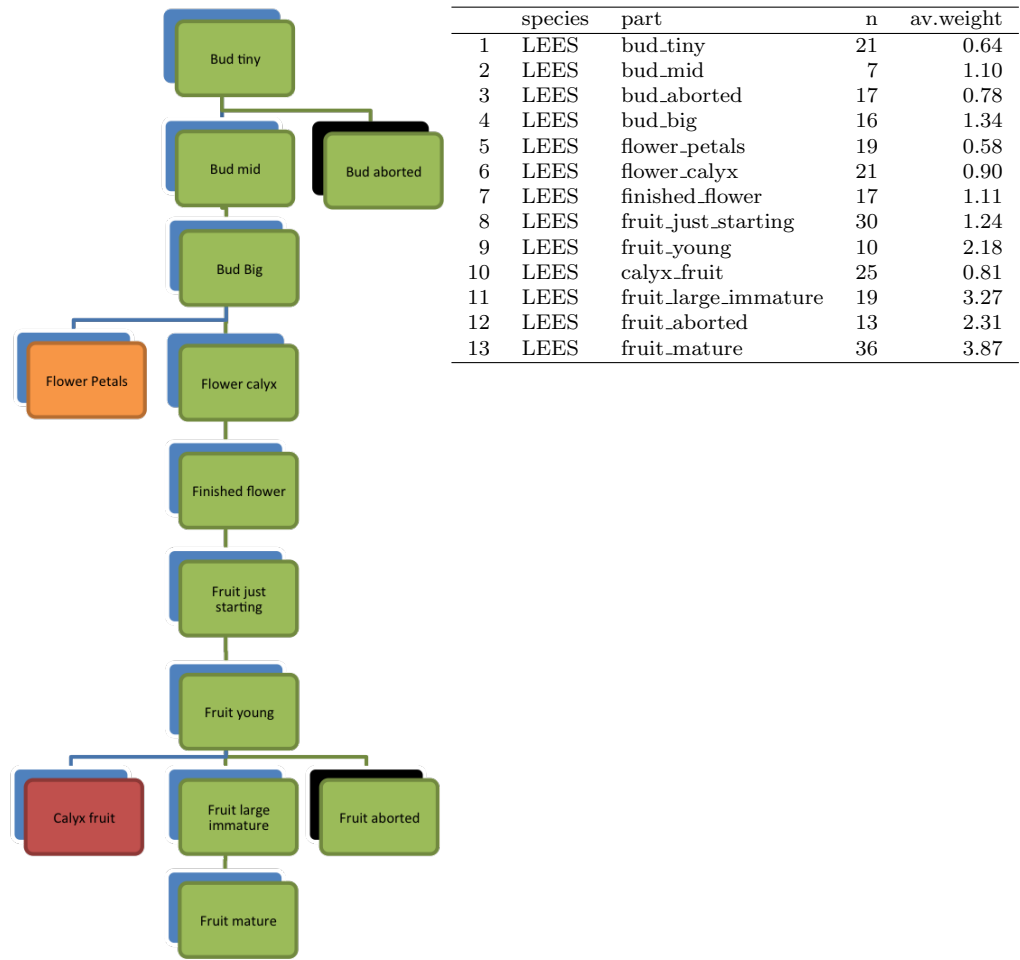 Bud tiny
Bud mid
Bud aborted
Bud Big
Flower Petals
Flower calyx
Finished flower
Fruit just
starting
Fruit young
Calyx fruit
Fruit large
immature
Fruit aborted
Fruit mature
species part n av.weight
1 LEES bud_tiny 21 0.64
2 LEES bud_mid 7 1.10
3 LEES bud_aborted 17 0.78
4 LEES bud_big 16 1.34
5 LEES flower_petals 19 0.58
6 LEES flower_calyx 21 0.90
7 LEES finished_flower 17 1.11
8 LEES fruit_just_starting 30 1.24
9 LEES fruit_young 10 2.18
10 LEES calyx_fruit 25 0.81
11 LEES fruit_large_immature 19 3.27
12 LEES fruit_aborted 13 2.31
13 LEES fruit_mature 36 3.87